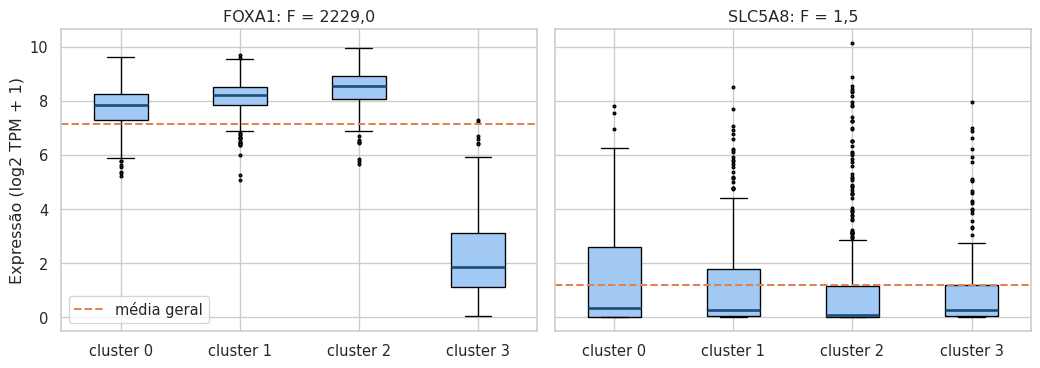 FOXA1: F = 2229,0
SLC5A8: F = 1,5
Expressão (log2 TPM + 1)
10
8
6
4
2
0
média geral
cluster 0 cluster 1 cluster 2 cluster 3
cluster 0 cluster 1 cluster 2 cluster 3